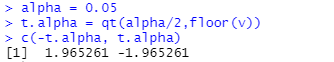 > alpha = 0.05
> t.alpha = qt(alpha/2,floor(v))
> c(-t.alpha, t.alpha)
[1]  1.965261 -1.965261